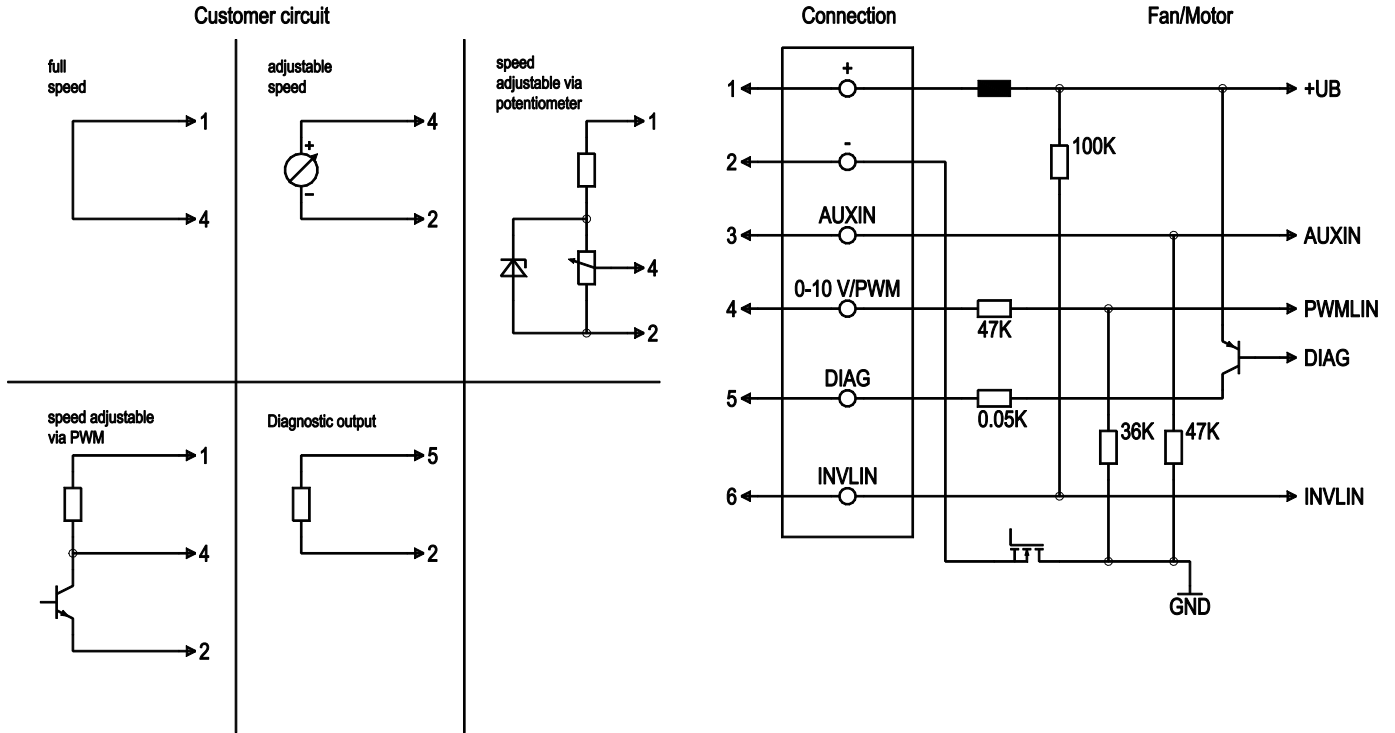 Customer circuit
full
speed
1
4
adjustable
speed
+
–
4
2
speed
adjustable via
potentiometer
1
4
2
speed adjustable
via PWM
1
4
2
Diagnostic output
5
2
Connection
Fan/Motor
1
+
+UB
100K
2
-
3
AUXIN
AUXIN
4
0-10 V/PWM
47K
PWMLIN
DIAG
5
DIAG
0.05K
36K
47K
6
INVLIN
INVLIN
GND